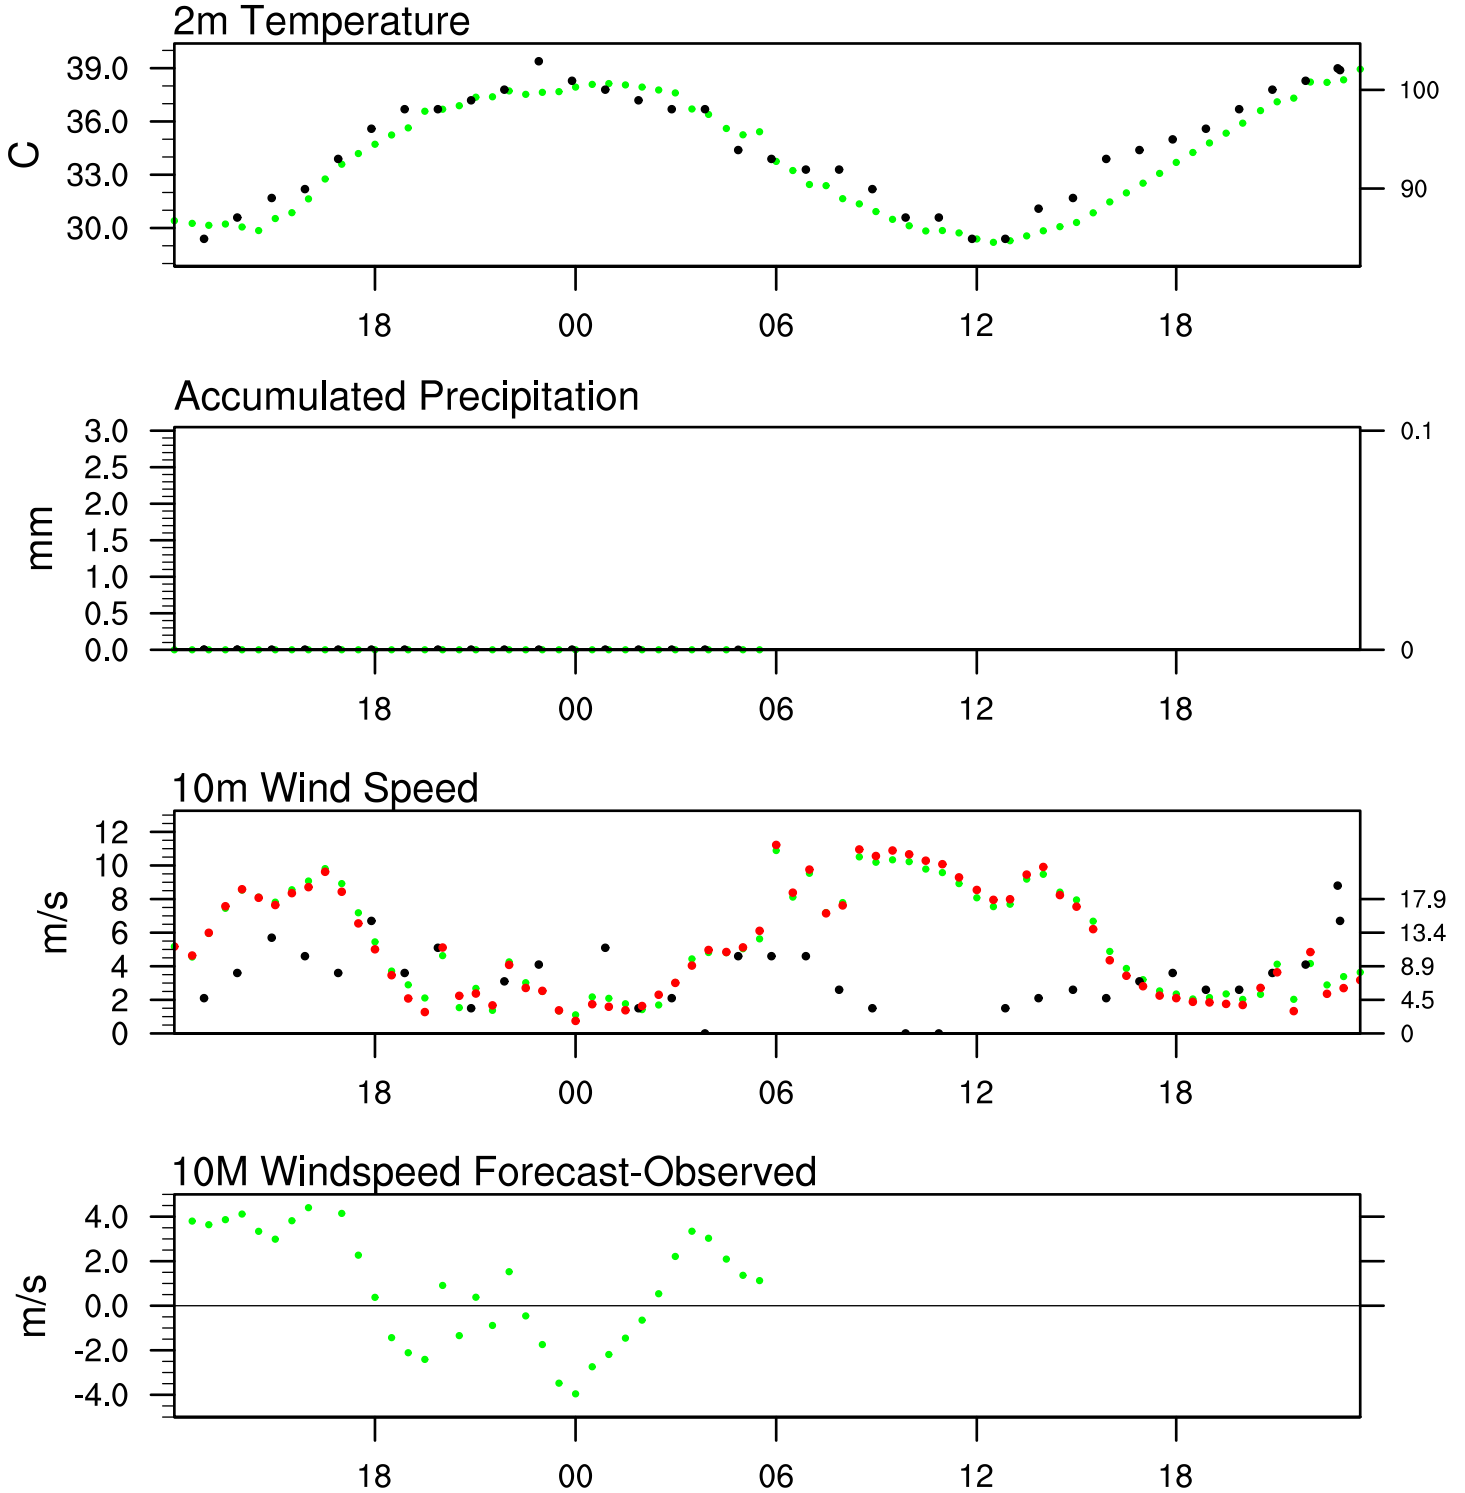 2m Temperature
39.0
36.0
33.0
30.0
C
100
90
18 00 06 12 18
Accumulated Precipitation
3.0
2.5
2.0
1.5
1.0
0.5
0.0
mm
0.1
0
18 00 06 12 18
10m Wind Speed
12
10
8
6
4
2
0
m/s
17.9
13.4
8.9
4.5
0
18 00 06 12 18
10M Windspeed Forecast-Observed
4.0
2.0
0.0
-2.0
-4.0
m/s
18 00 06 12 18